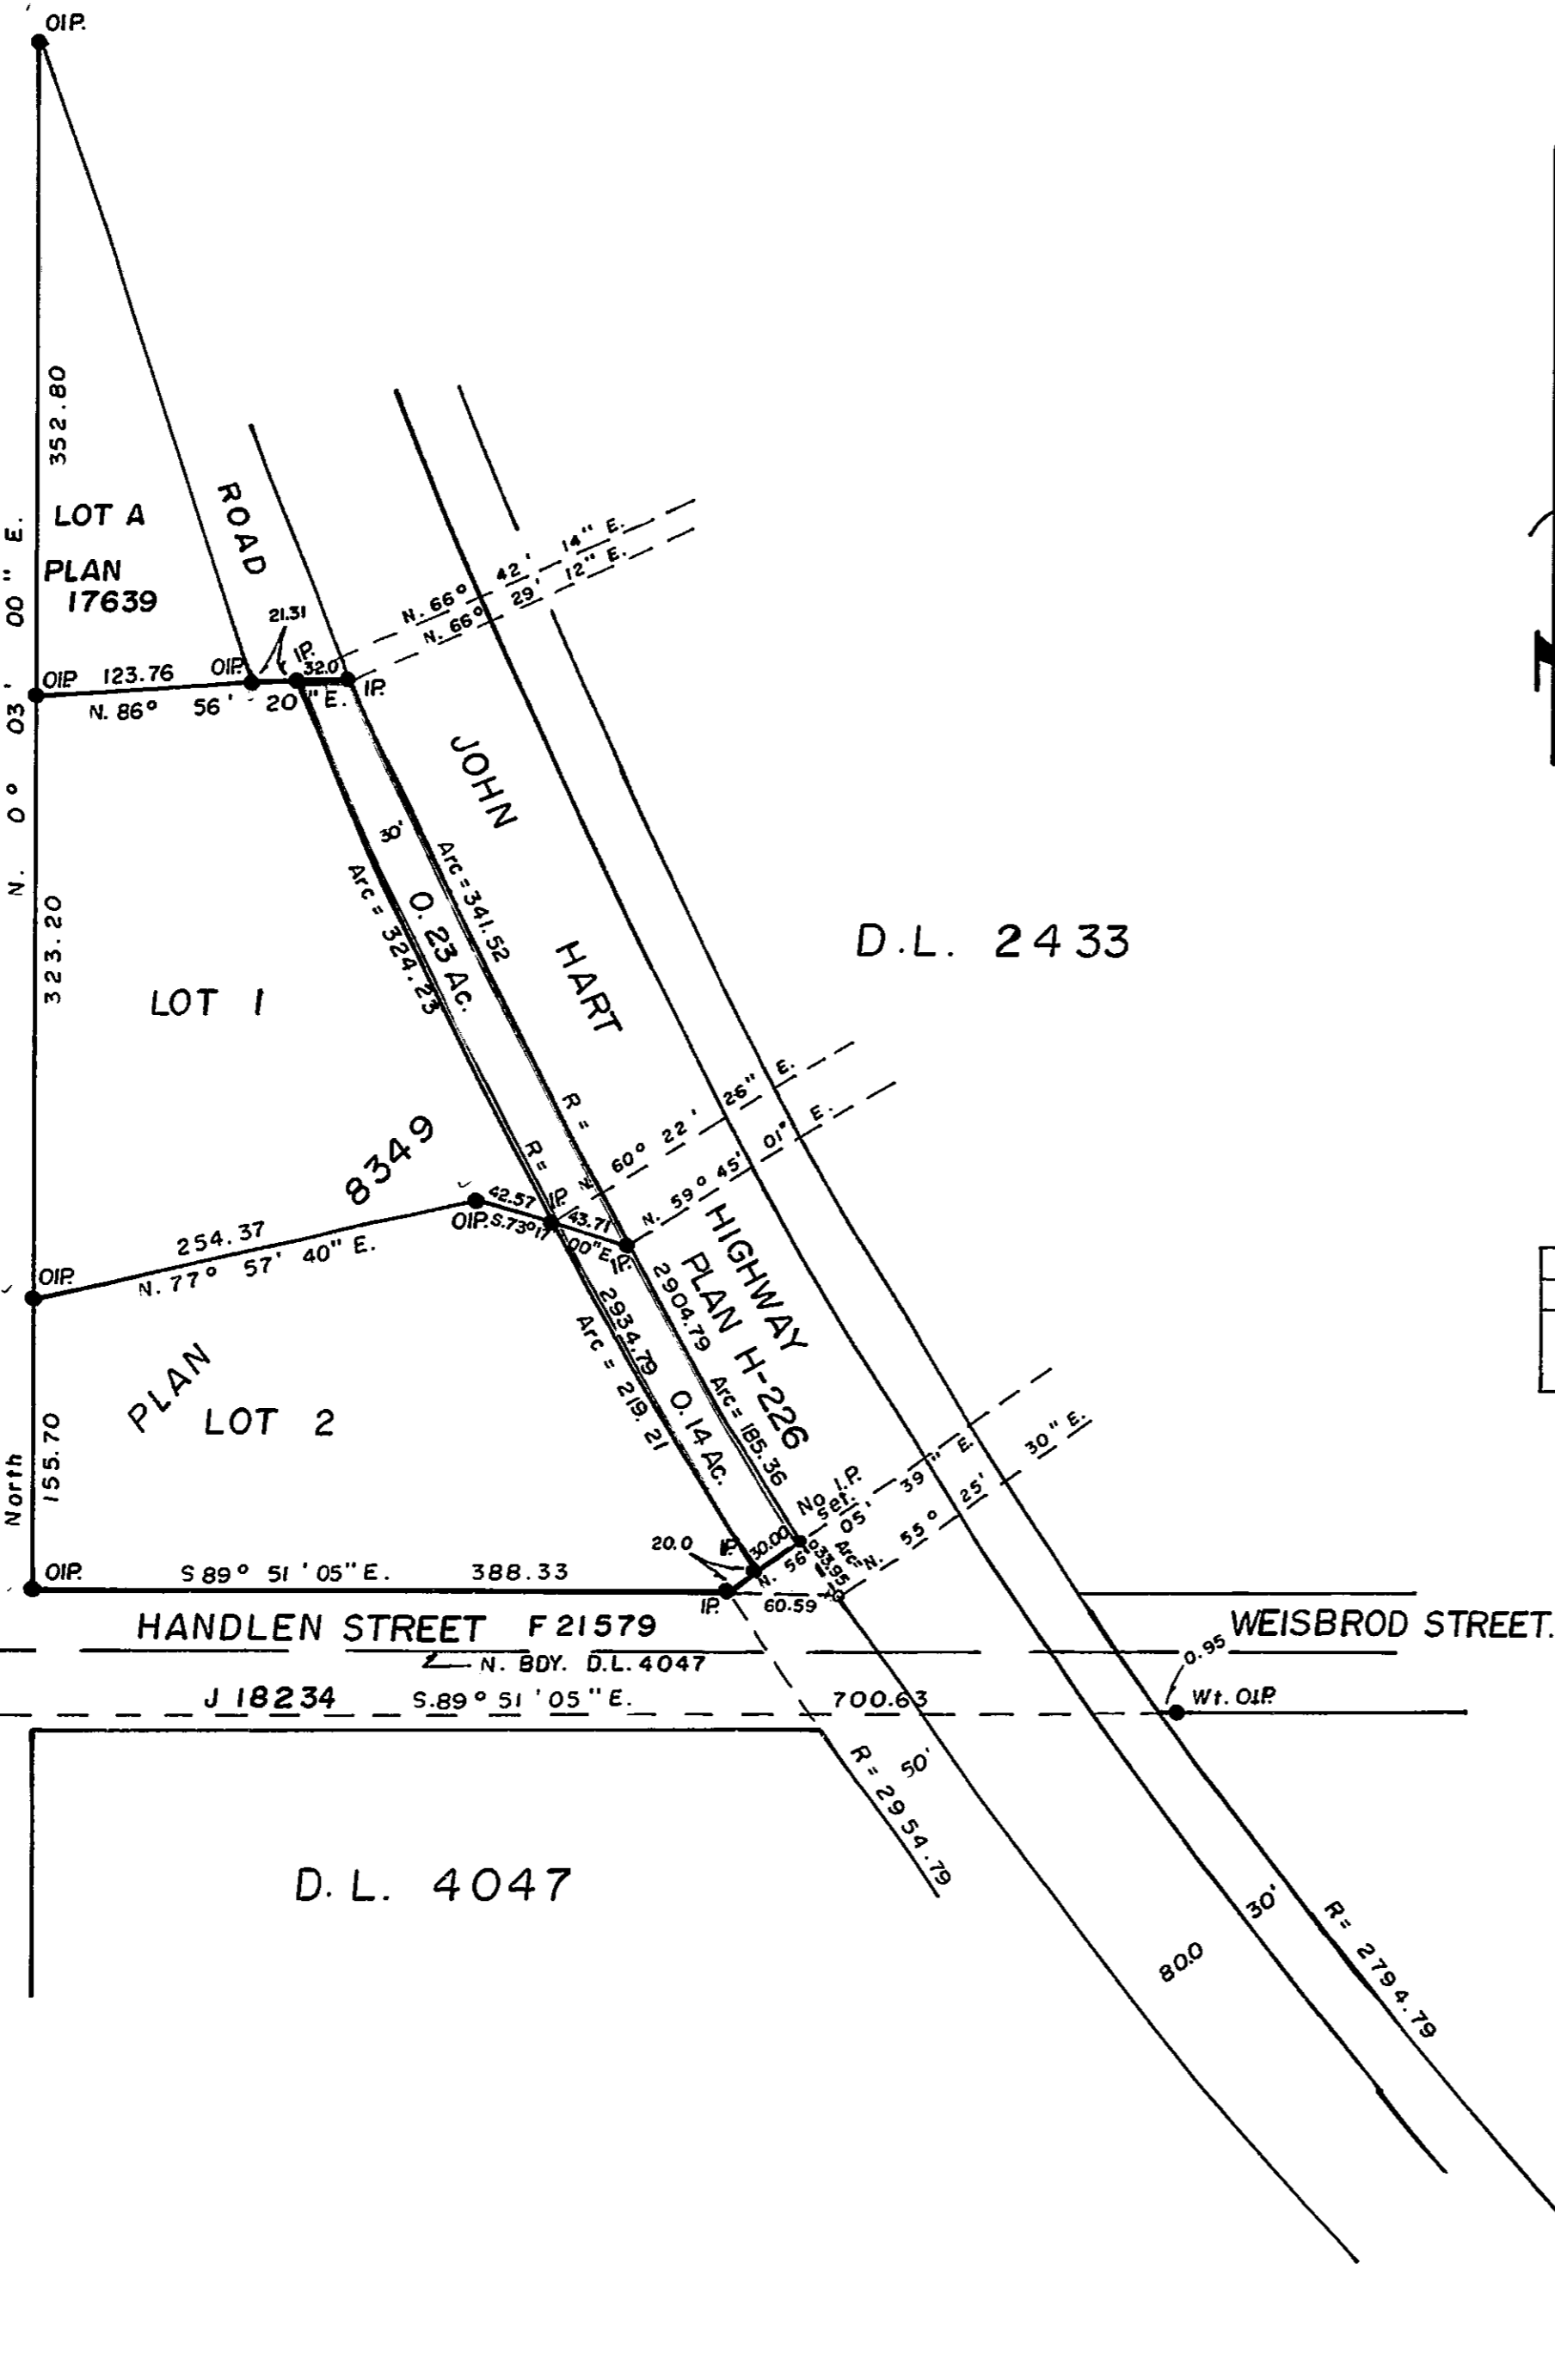 OIP.
352.80
N. 0° 03' 00" E.
LOT A
PLAN
17639
ROAD
21.31
N. 66° 42' 14" E.
N. 66° 29' 12" E.
OIP.
123.76
OIP.
IP.
32.0
IP.
N. 86° 56' 20" E.
JOHN
HART
HIGHWAY
PLAN H-226
30'
Arc = 341.52
Arc = 324.23
0.23 Ac.
323.20
LOT 1
D.L. 2433
R =
R =
N. 60° 22' 26" E.
N. 59° 45' 01" E.
8349
42.57
IP.
OIP.
S.73°17' 00" E.
43.71
IP.
254.37
N. 77° 57' 40" E.
OIP.
2904.79
2934.79
Arc = 219.21
Arc = 185.36
0.14 Ac.
PLAN
LOT 2
North
155.70
No I.P.
set.
N. 56° 05' 39" E.
N. 55° 25' 30" E.
20.0
IP.
30.00
Arc = 33.95
OIP.
S 89° 51' 05" E.
388.33
IP.
60.59
HANDLEN STREET F 21579
WEISBROD STREET.
N. BDY. D.L. 4047
0.95
J 18234
S.89° 51' 05" E.
700.63
Wt. OIP.
50'
R = 2954.79
D.L. 4047
30'
80.0
R = 2794.79